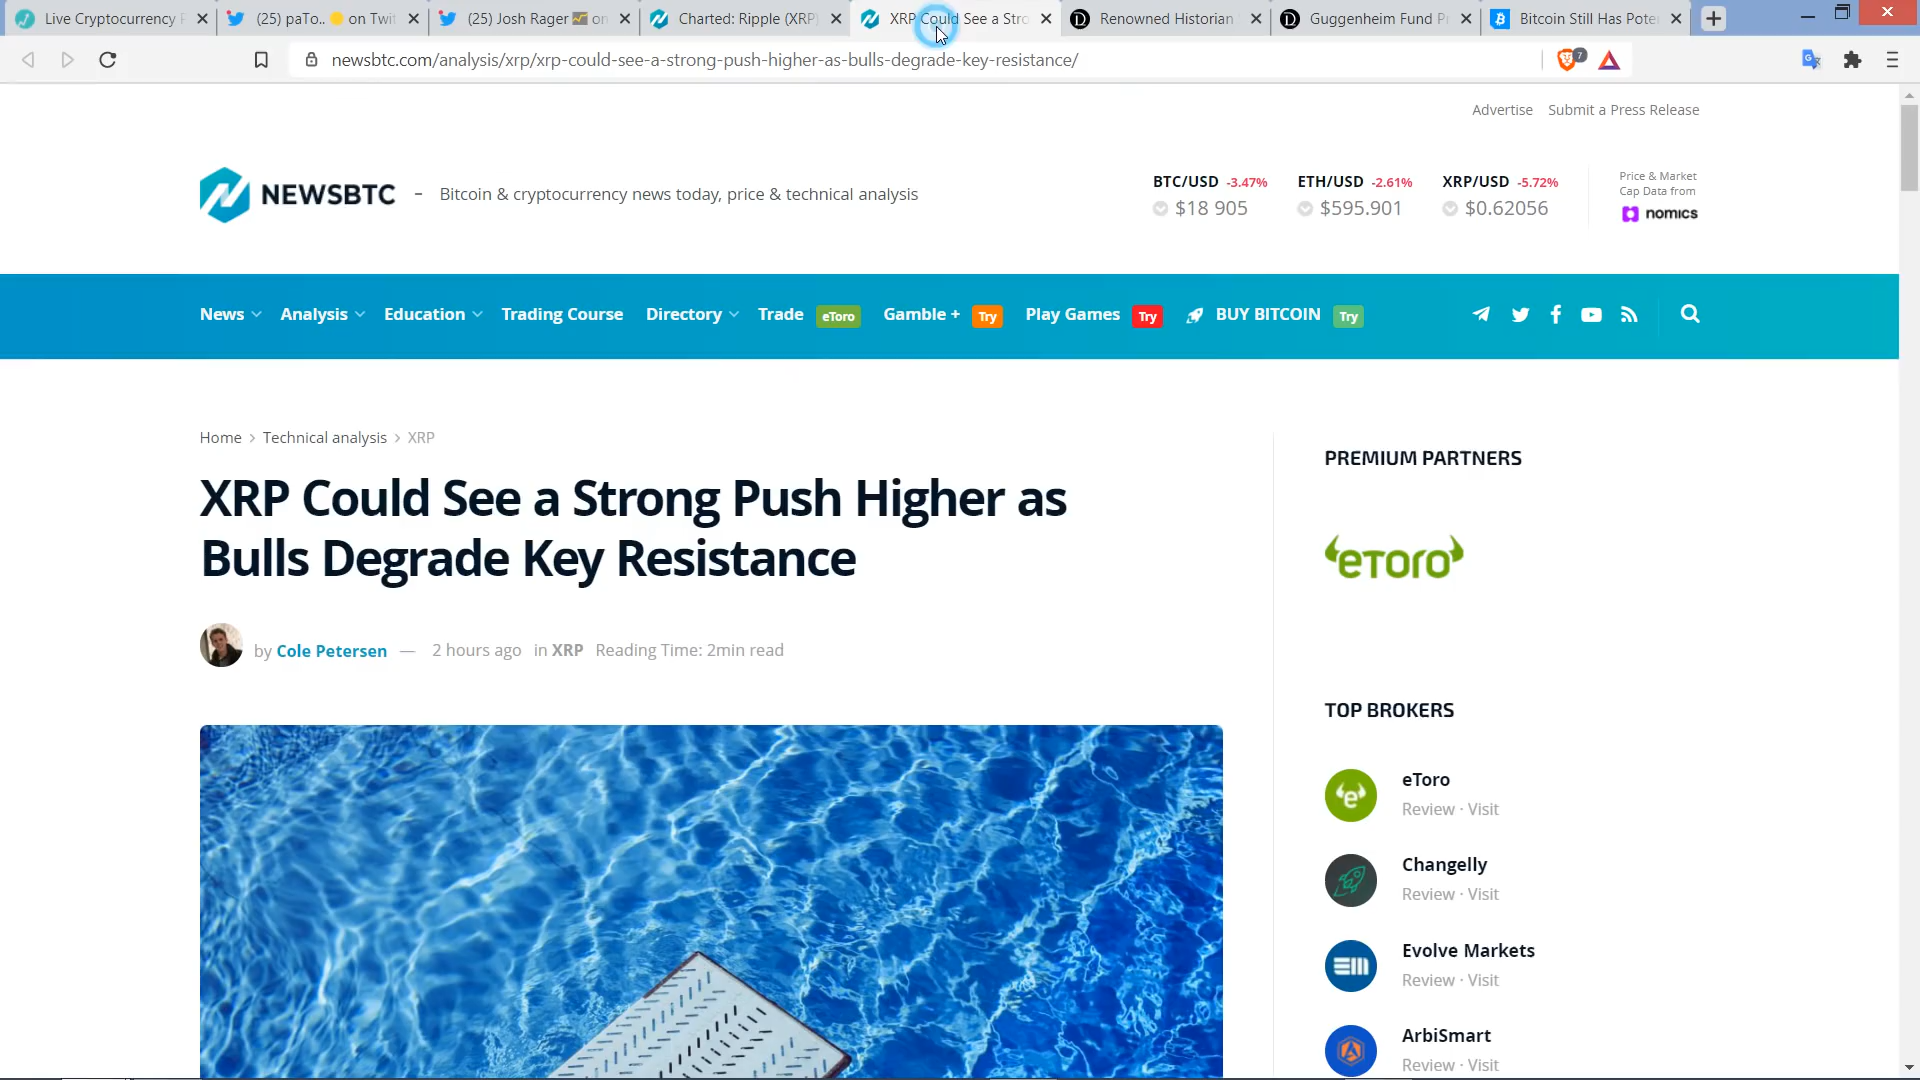 Live Cryptocurrency P
(25) paTo.. on Twit
(25) Josh Rager on
Charted: Ripple (XRP)
XRP Could See a Stro
Renowned Historian
Guggenheim Fund P
Bitcoin Still Has Pote
newsbtc.com/analysis/xrp/xrp-could-see-a-strong-push-higher-as-bulls-degrade-key-resistance/
7
Advertise Submit a Press Release
NEWSBTC - Bitcoin & cryptocurrency news today, price & technical analysis
BTC/USD -3.47%
$18 905
ETH/USD -2.61%
$595.901
XRP/USD -5.72%
$0.62056
Price & Market
Cap Data from
nomics
News Analysis Education Trading Course Directory Trade eToro Gamble + Try Play Games Try BUY BITCOIN Try
Home > Technical analysis > XRP
XRP Could See a Strong Push Higher as
Bulls Degrade Key Resistance
by Cole Petersen — 2 hours ago in XRP Reading Time: 2min read
PREMIUM PARTNERS
eToro
TOP BROKERS
eToro
Review · Visit
Changelly
Review · Visit
Evolve Markets
Review · Visit
ArbiSmart
Review · Visit